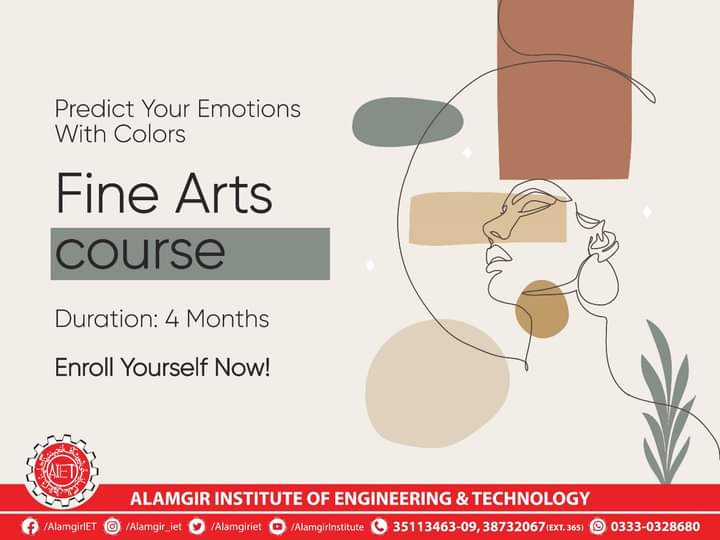 Predict Your Emotions
With Colors
Fine Arts
course
Duration: 4 Months
Enroll Yourself Now!
AIET
ALAMGIR INSTITUTE OF ENGINEERING & TECHNOLOGY
/AlamgirIET /Alamgir_iet /Alamgiriet /AlamgirInstitute 35113463-09, 38732067 (EXT. 365) 0333-0328680